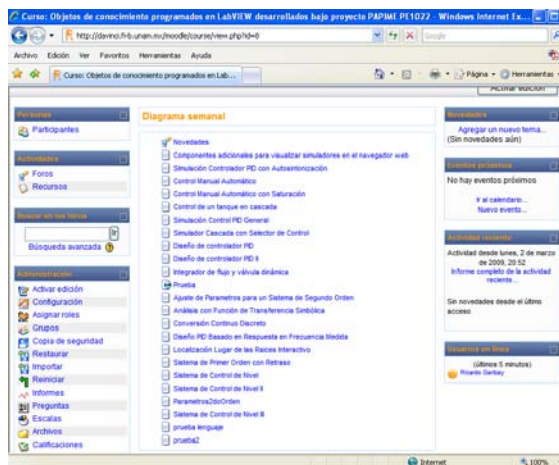 Curso: Objetos de conocimiento programados en LabVIEW desarrollados bajo proyecto PAPIME PE1022 - Windows Internet Ex...
Google
Archivo Edición Ver Favoritos Herramientas Ayuda
Curso: Objetos de conocimiento programados en Lab...
Página Herramientas
Activar edición
Personas
Participantes
Actividades
Foros
Recursos
Buscar en los foros
Ir
Búsqueda avanzada
Administración
Activar edición
Configuración
Asignar roles
Grupos
Copia de seguridad
Restaurar
Importar
Reiniciar
Informes
Preguntas
Escalas
Archivos
Calificaciones
Diagrama semanal
Novedades
Componentes adicionales para visualizar simuladores en el navegador web
Simulación Controlador PID con Autosintonización
Control Manual Automático
Control Manual Automático con Saturación
Control de un tanque en cascada
Simulación Control PID General
Simulador Cascada con Selector de Control
Diseño de controlador PID
Diseño de controlador PID II
Integrador de flujo y válvula dinámica
Prueba
Ajuste de Parametros para un Sistema de Segundo Orden
Análisis con Función de Transferencia Simbólica
Conversión Continuo Discreto
Diseño PID Basado en Respuesta en Frecuencia Medida
Localización Lugar de las Raíces Interactivo
Sistema de Primer Orden con Retraso
Sistema de Control de Nivel
Sistema de Control de Nivel II
Parametros2doOrden
Sistema de Control de Nivel III
prueba lenguaje
prueba2
Novedades
Agregar un nuevo tema...
(Sin novedades aún)
Eventos próximos
No hay eventos próximos
Ir al calendario...
Nuevo evento...
Actividad reciente
Actividad desde lunes, 2 de marzo
de 2009, 20:52
Informe completo de la actividad
reciente...
Sin novedades desde el último
acceso
Usuarios en línea
(últimos 5 minutos)
Ricardo Garibay
Internet
100%